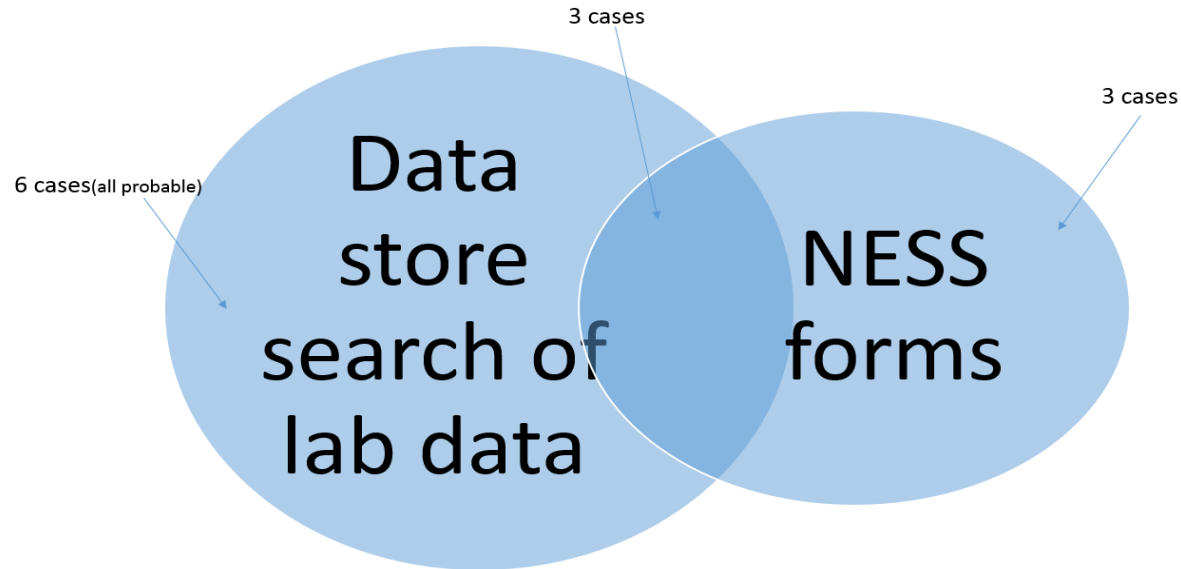 3 cases
3 cases
6 cases(all probable)
Data
store
search of
lab data
NESS
forms